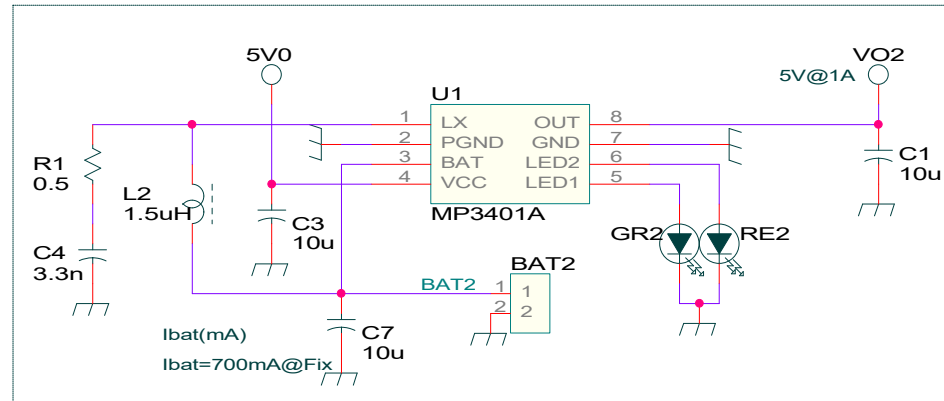 5V0
VO2
5V@1A
U1
1 LX OUT 8
2 PGND GND 7
3 BAT LED2 6
4 VCC LED1 5
MP3401A
R1
0.5
L2
1.5uH
C3
10u
C1
10u
C4
3.3n
GR2
RE2
BAT2
BAT2
1 1
2 2
C7
10u
Ibat(mA)
Ibat=700mA@Fix